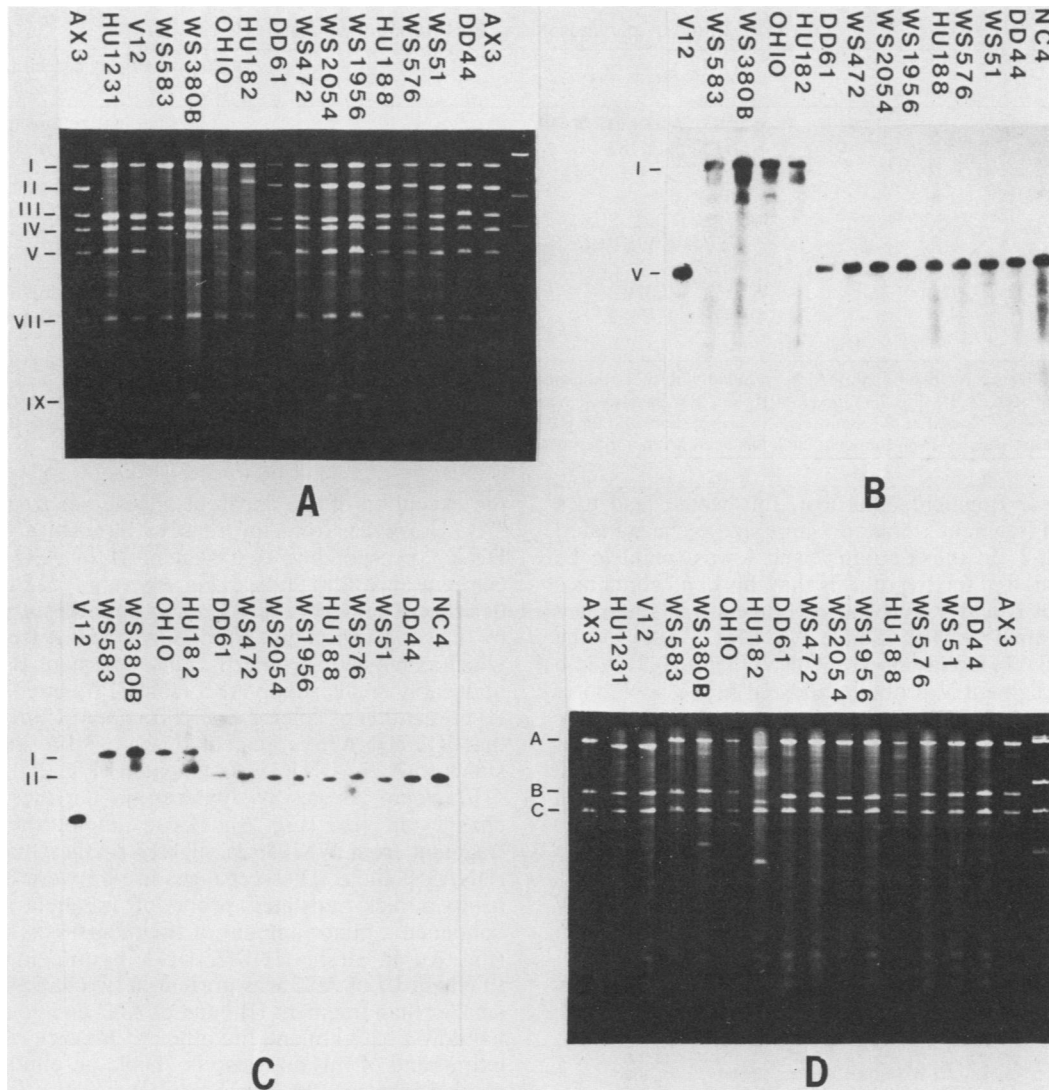 AX3
HU1231
V12
WS583
WS380B
OHIO
HU182
DD61
WS472
WS2054
WS1956
HU188
WS576
WS51
DD44
AX3
I
II
III
IV
V
VII
IX
A
V12
WS583
WS380B
OHIO
HU182
DD61
WS472
WS2054
WS1956
HU188
WS576
WS51
DD44
NC4
I
V
B
V12
WS583
WS380B
OHIO
HU182
DD61
WS472
WS2054
WS1956
HU188
WS576
WS51
DD44
NC4
I
II
C
AX3
HU1231
V12
WS583
WS380B
OHIO
HU182
DD61
WS472
WS2054
WS1956
HU188
WS576
WS51
DD44
AX3
A
B
C
D